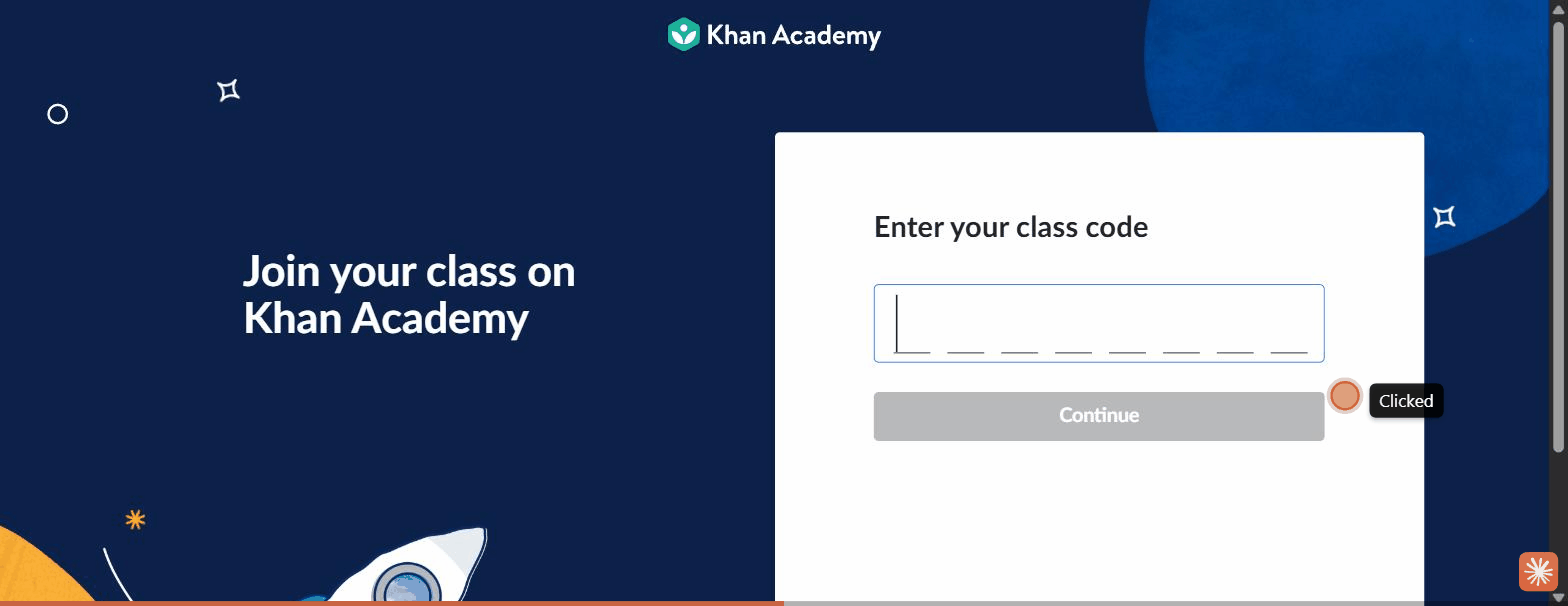 Khan Academy
Join your class on
Khan Academy
Enter your class code
Continue
Clicked